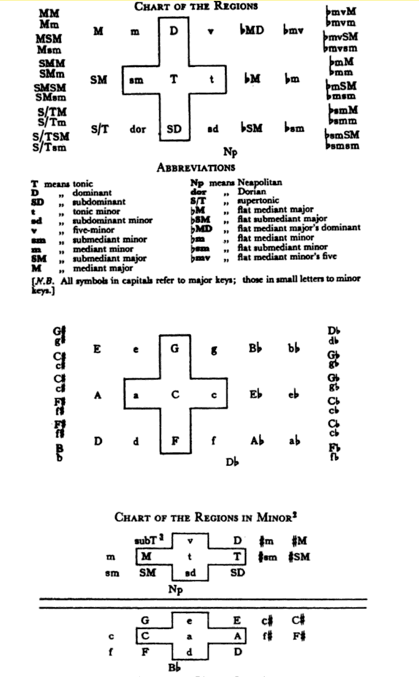 CHART OF THE REGIONS
MM
Mm
MSM
Msm
M m D v ♭MD ♭mv
♭mvM
♭mvm
♭mvSM
♭mvsm
SMM
SMm
SMSM
SMsm
SM sm T t ♭M ♭m
♭mM
♭mm
♭mSM
♭msm
S/TM
S/Tm
S/TSM
S/Tsm
S/T dor SD sd ♭SM ♭sm
♭smM
♭smm
♭smSM
♭smsm
Np
ABBREVIATIONS
T means tonic
D „ dominant
SD „ subdominant
t „ tonic minor
sd „ subdominant minor
v „ five-minor
sm „ submediant minor
m „ mediant minor
SM „ submediant major
M „ mediant major
Np means Neapolitan
dor „ Dorian
S/T „ supertonic
♭M „ flat mediant major
♭SM „ flat submediant major
♭MD „ flat mediant major's dominant
♭m „ flat mediant minor
♭sm „ flat submediant minor
♭mv „ flat mediant minor's five
[N.B. All symbols in capitals refer to major keys; those in small letters to minor
keys.]
G♯
g♯
C♯
c♯
E e G g B♭ b♭
D♭
d♭
G♭
g♭
C♯
c♯
F♯
f♯
A a C c E♭ e♭
G♭
g♭
C♭
c♭
F♯
f♯
B
b
D d F f A♭ a♭
C♭
c♭
F♭
f♭
D♭
CHART OF THE REGIONS IN MINOR²
subT³ v D ♯m ♯M
m M t T ♯sm ♯SM
sm SM sd SD
Np
G e E c♯ C♯
c C a A f♯ F♯
f F d D
B♭